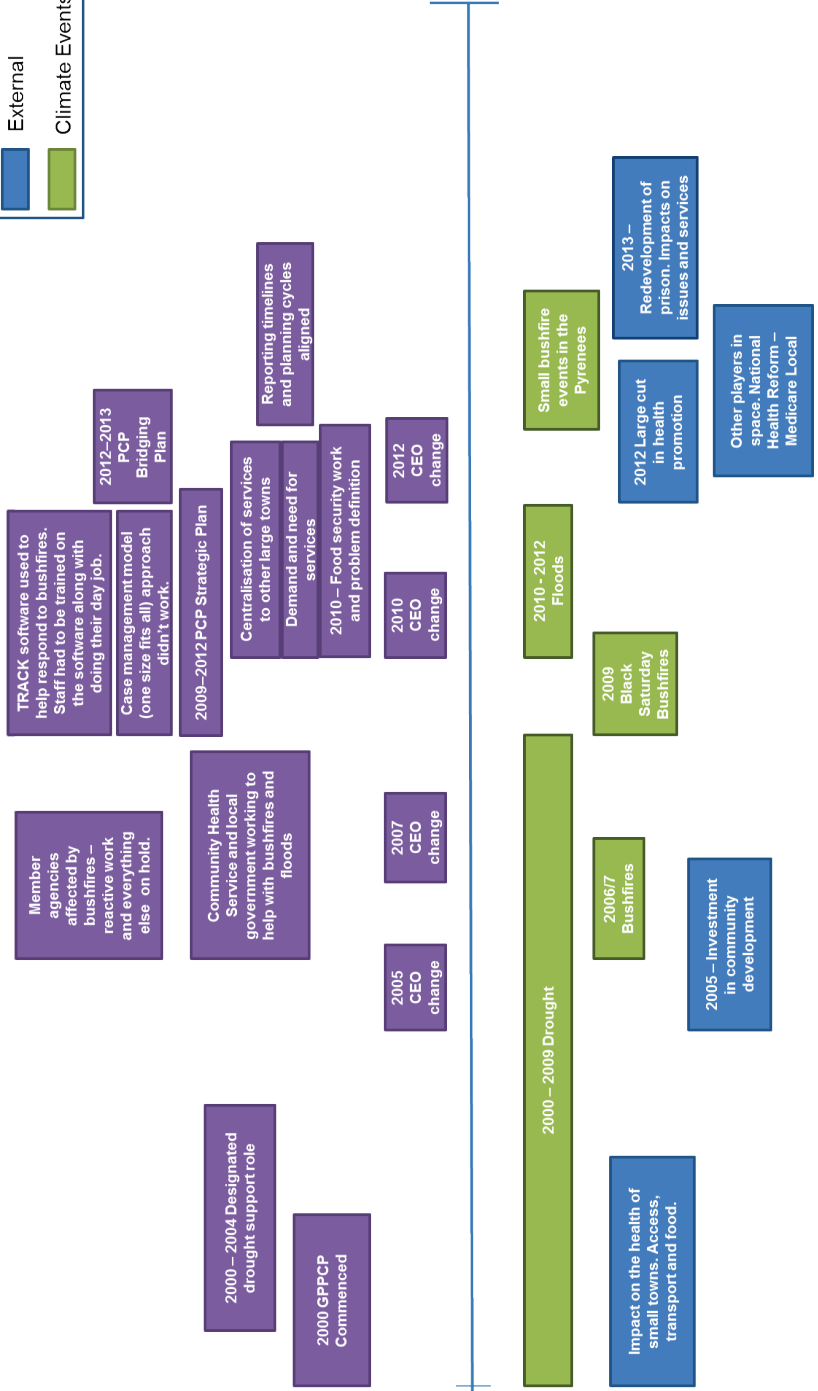 External
Climate Events
TRACK software used to
help respond to bushfires.
Staff had to be trained on
the software along with
doing their day job.
Member
agencies
affected by
bushfires –
reactive work
and everything
else on hold.
2012–2013
PCP
Bridging
Plan
Case management model
(one size fits all) approach
didn't work.
2009–2012 PCP Strategic Plan
Community Health
Service and local
government working to
help with bushfires and
floods
2000 – 2004 Designated
drought support role
Centralisation of services
to other large towns
Demand and need for
services
2010 – Food security work
and problem definition
Reporting timelines
and planning cycles
aligned
2000 GPPCP
Commenced
2005
CEO
change
2007
CEO
change
2010
CEO
change
2012
CEO
change
2000 – 2009 Drought
2010 - 2012
Floods
Small bushfire
events in the
Pyrenees
2006/7
Bushfires
2009
Black
Saturday
Bushfires
Impact on the health of
small towns. Access,
transport and food.
2005 – Investment
in community
development
2012 Large cut
in health
promotion
2013 –
Redevelopment of
prison. Impacts on
issues and services
Other players in
space. National
Health Reform –
Medicare Local